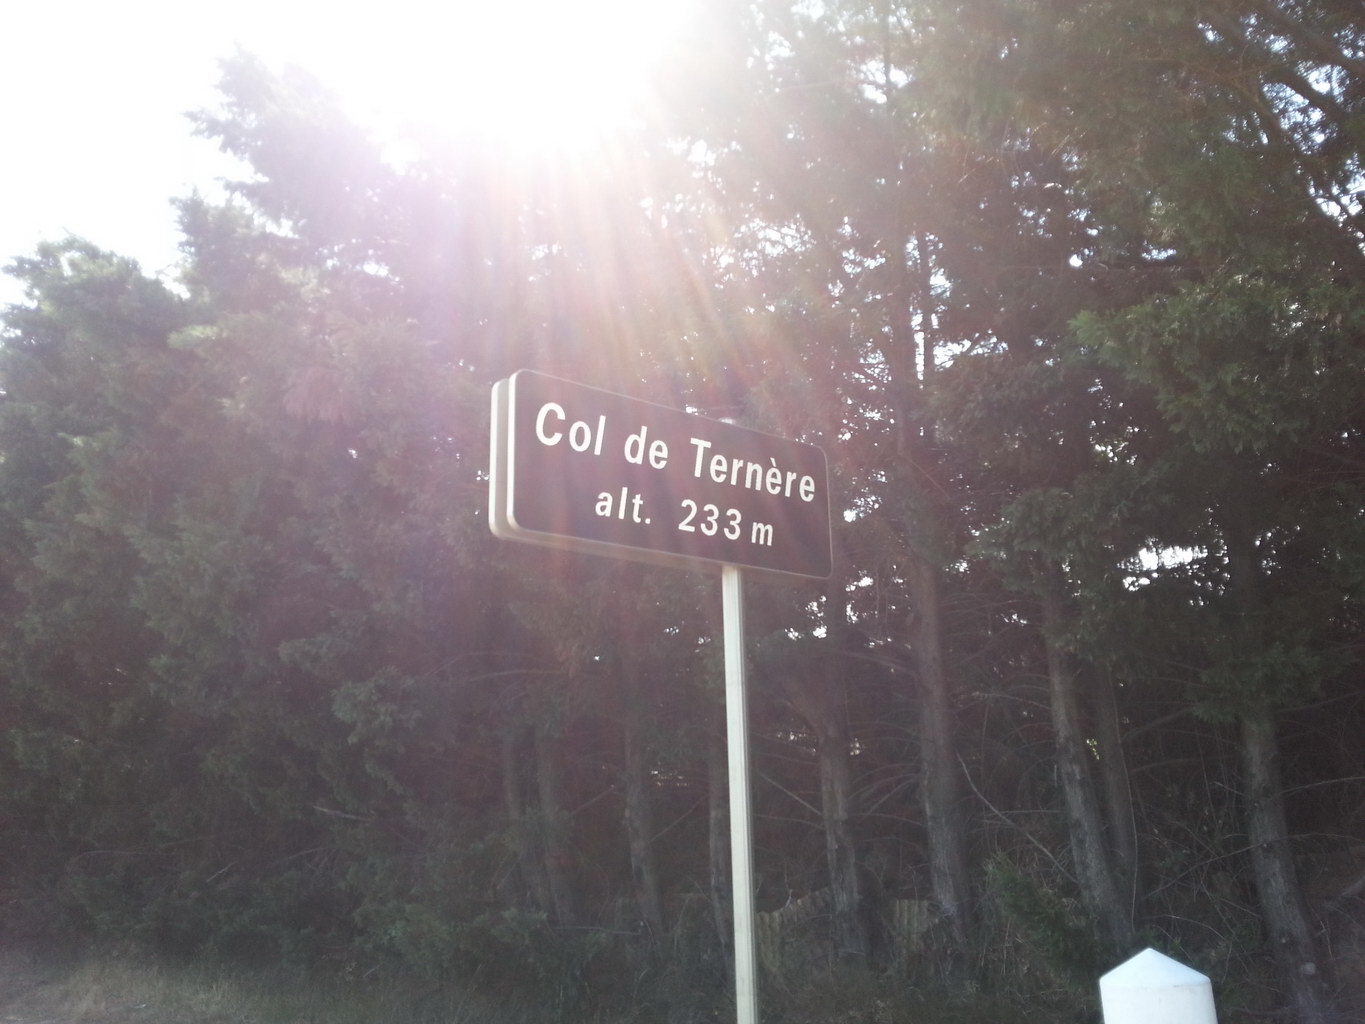 Col de Ternère
alt. 233 m